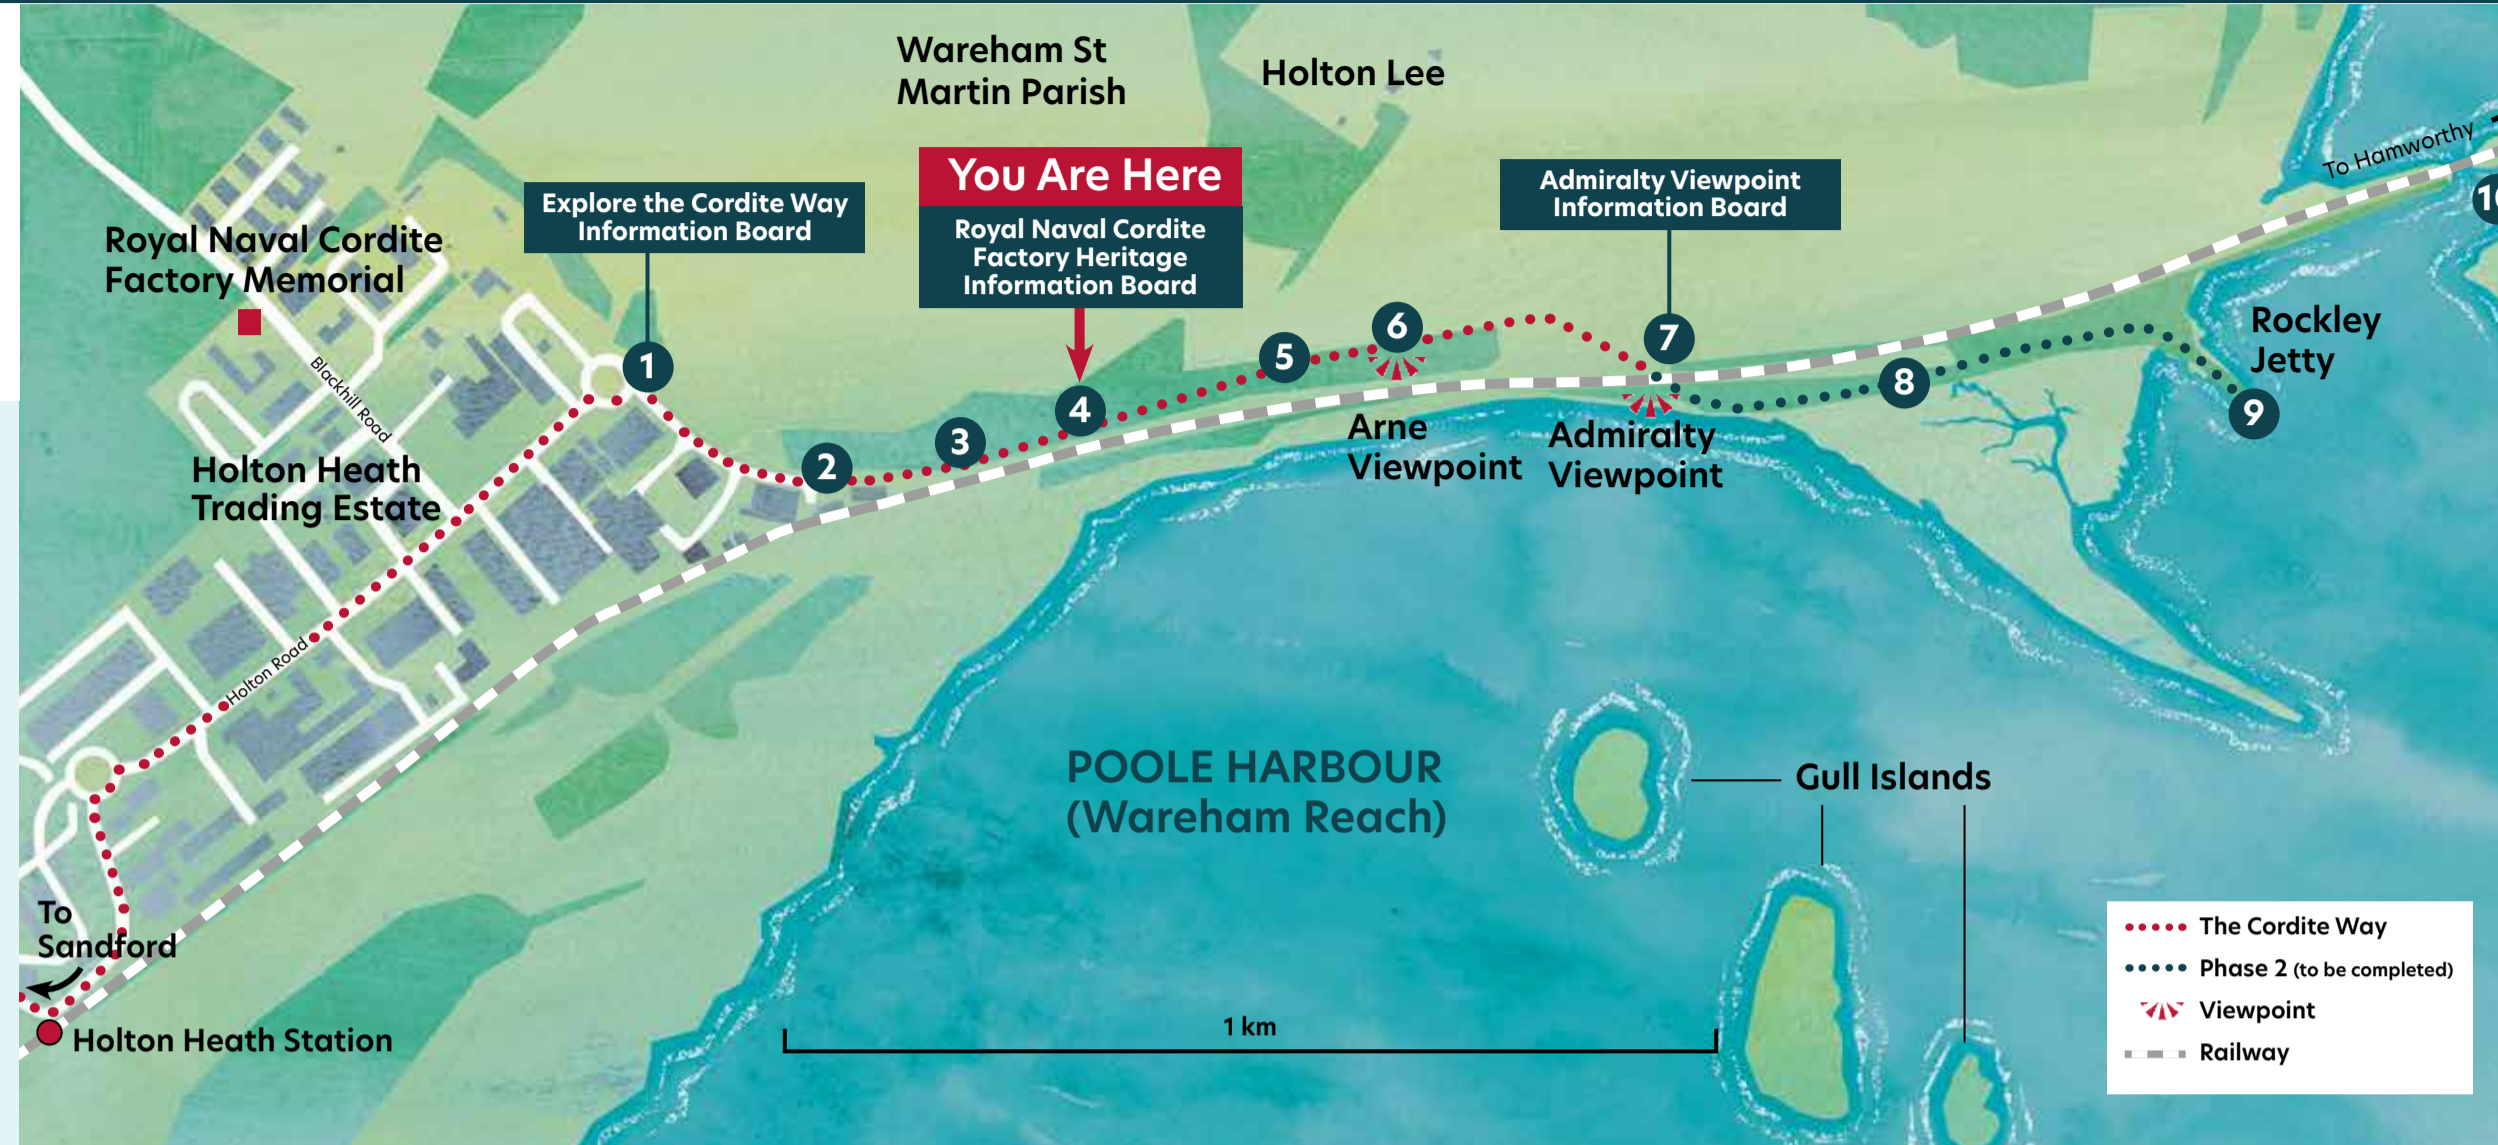 Wareham St
Martin Parish
Holton Lee
You Are Here
Royal Naval Cordite
Factory Heritage
Information Board
Explore the Cordite Way
Information Board
Admiralty Viewpoint
Information Board
To Hamworthy
Royal Naval Cordite
Factory Memorial
Blackhill Road
Holton Heath
Trading Estate
Holton Road
1
2
3
4
5
6
7
8
9
10
Arne
Viewpoint
Admiralty
Viewpoint
Rockley
Jetty
POOLE HARBOUR
(Wareham Reach)
Gull Islands
To
Sandford
Holton Heath Station
1 km
The Cordite Way
Phase 2 (to be completed)
Viewpoint
Railway